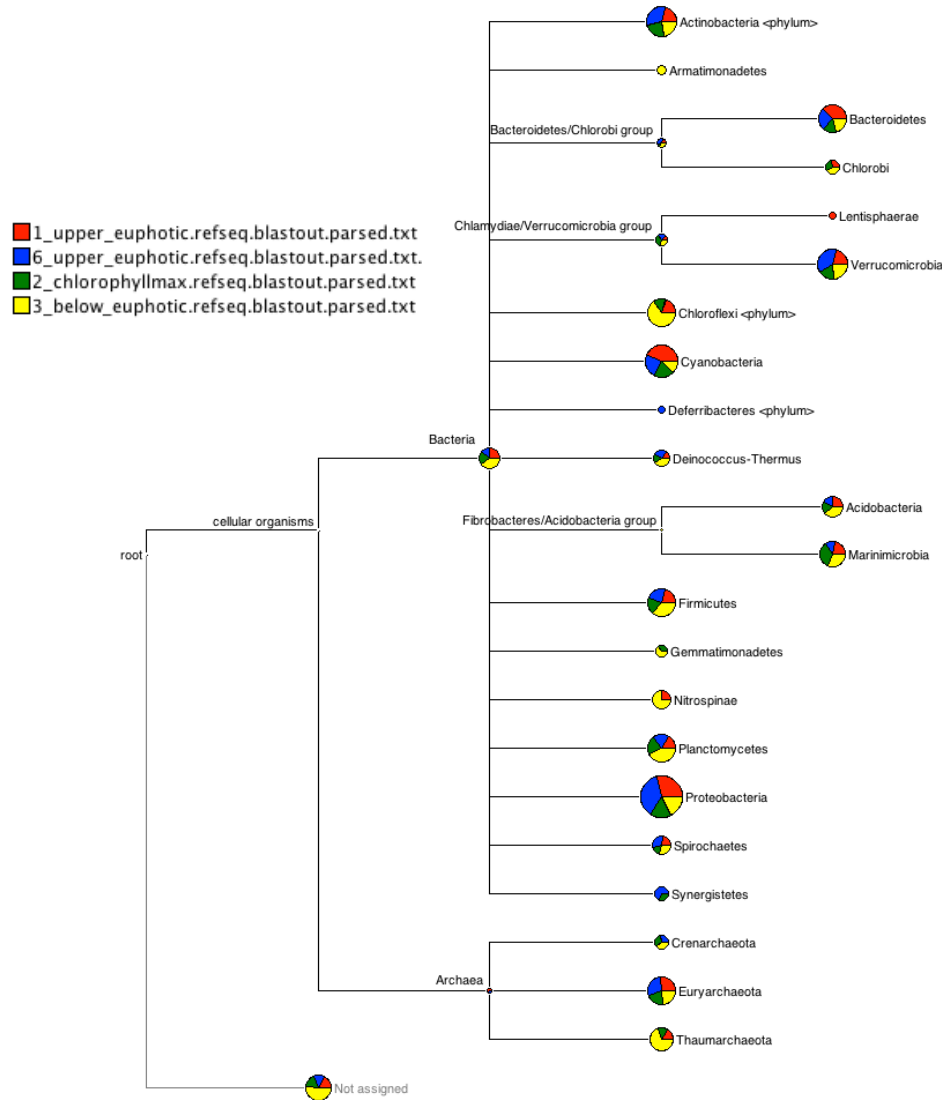 Actinobacteria <phylum>
Armatimonadetes
Bacteroidetes/Chlorobi group
Bacteroidetes
Chlorobi
Chlamydiae/Verrucomicrobia group
Lentisphaerae
Verrucomicrobia
1_upper_euphotic.refseq.blastout.parsed.txt
6_upper_euphotic.refseq.blastout.parsed.txt.
2_chlorophyllmax.refseq.blastout.parsed.txt
3_below_euphotic.refseq.blastout.parsed.txt
Chloroflexi <phylum>
Cyanobacteria
Deferribacteres <phylum>
Bacteria
Deinococcus-Thermus
cellular organisms
Fibrobacteres/Acidobacteria group
Acidobacteria
root
Marinimicrobia
Firmicutes
Gemmatimonadetes
Nitrospinae
Planctomycetes
Proteobacteria
Spirochaetes
Synergistetes
Crenarchaeota
Archaea
Euryarchaeota
Thaumarchaeota
Not assigned